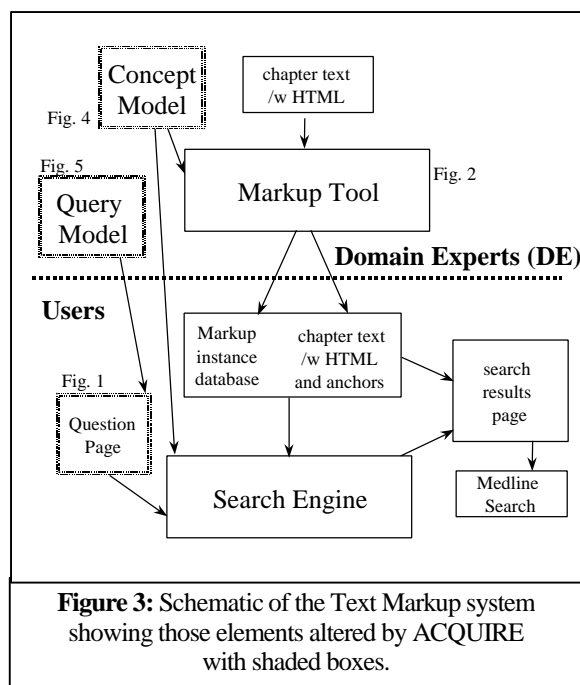 Concept
Model
chapter text
/w HTML
Fig. 4
Fig. 5
Query
Model
Markup Tool
Fig. 2
Domain Experts (DE)
Users
Markup
instance
database
chapter text
/w HTML
and anchors
search
results
page
Fig. 1
Question
Page
Search Engine
Medline
Search
Figure 3: Schematic of the Text Markup system
showing those elements altered by ACQUIRE
with shaded boxes.